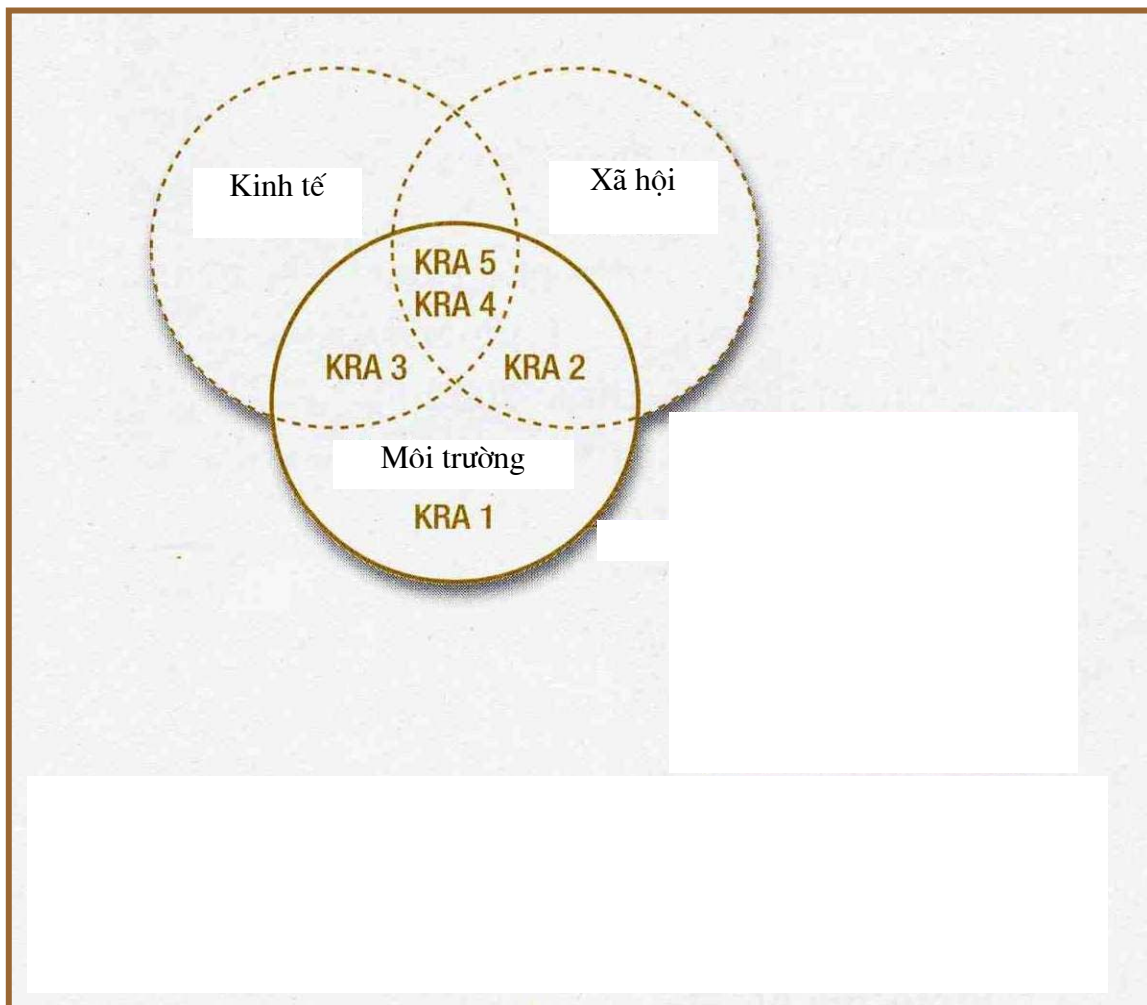 Kinh tế
Xã hội
KRA 5
KRA 4
KRA 3
KRA 2
Môi trường
KRA 1